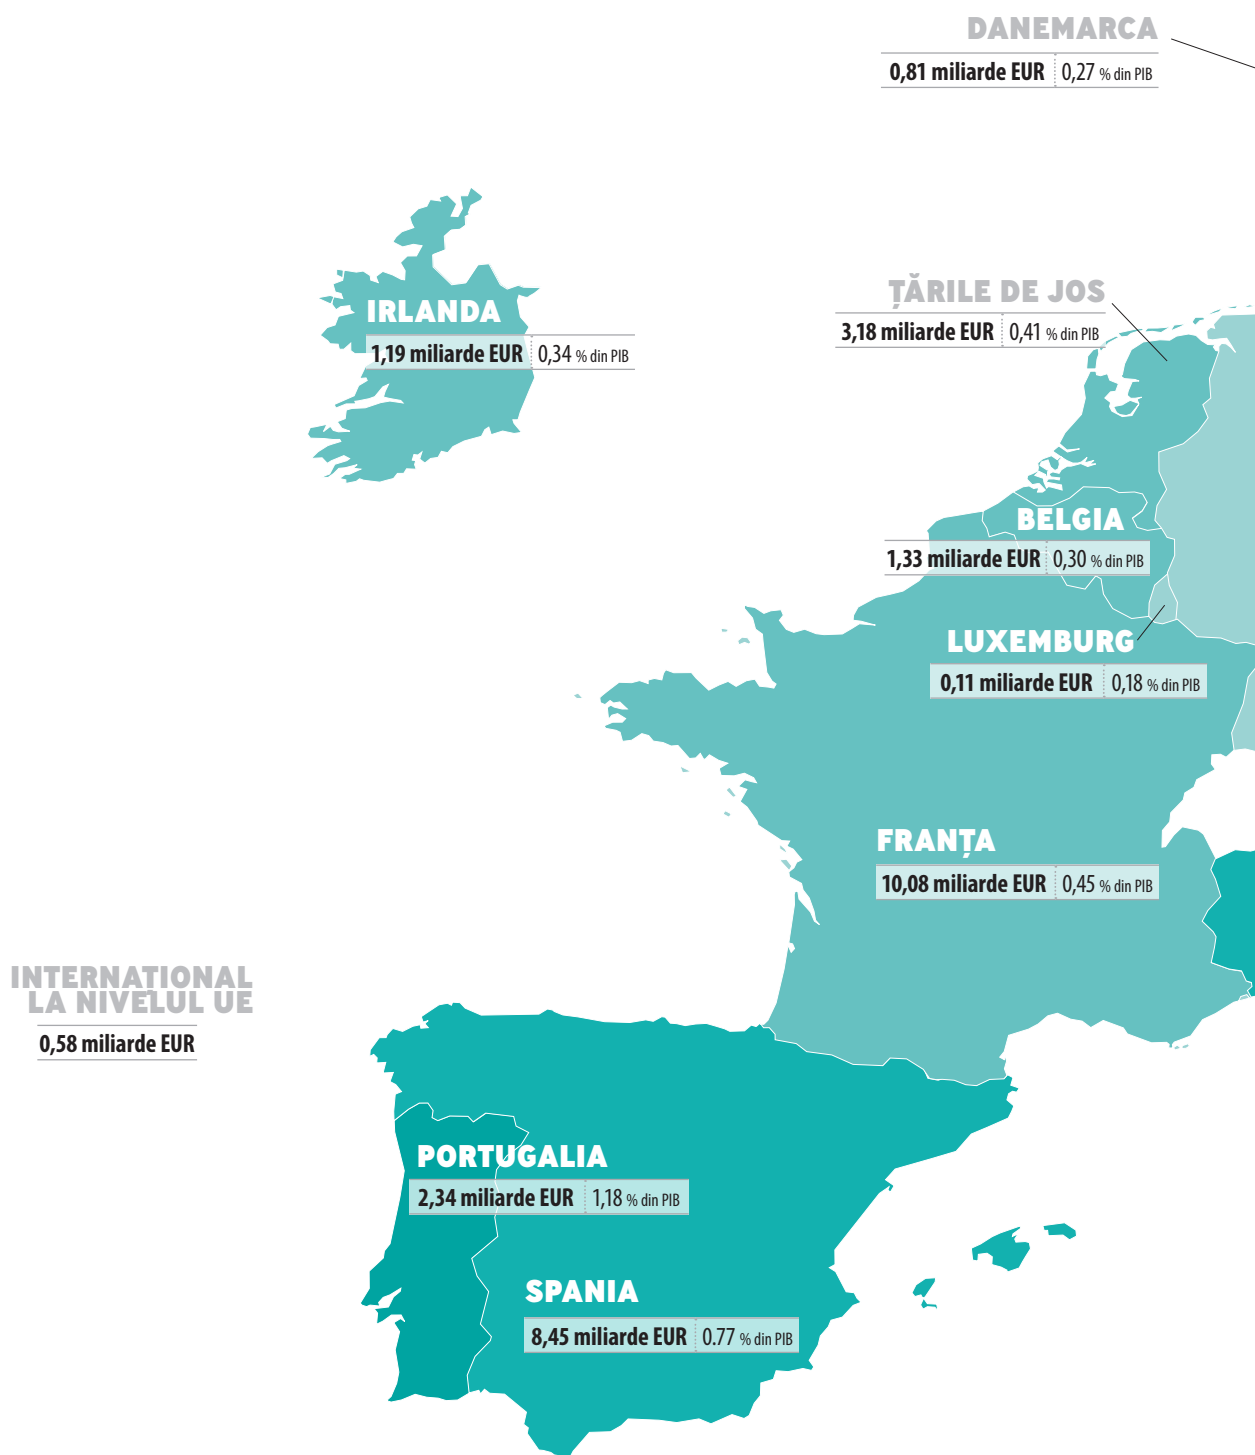 DANEMARCA
0,81 miliarde EUR 0,27 % din PIB
IRLANDA
1,19 miliarde EUR 0,34 % din PIB
ȚĂRILE DE JOS
3,18 miliarde EUR 0,41 % din PIB
BELGIA
1,33 miliarde EUR 0,30 % din PIB
LUXEMBURG
0,11 miliarde EUR 0,18 % din PIB
FRANȚA
10,08 miliarde EUR 0,45 % din PIB
INTERNAȚIONAL
LA NIVELUL UE
0,58 miliarde EUR
PORTUGALIA
2,34 miliarde EUR 1,18 % din PIB
SPANIA
8,45 miliarde EUR 0.77 % din PIB